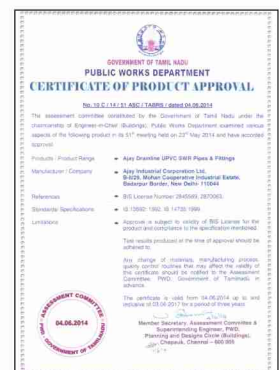 GOVERNMENT OF TAMIL NADU
PUBLIC WORKS DEPARTMENT
CERTIFICATE OF PRODUCT APPROVAL
No. 10 C / 14 / 51 ASC / TABRS / dated 04.06.2014
The assessment committee constituted by the Government of Tamil Nadu under the
chairmanship of Engineer-in-Chief (Buildings), Public Works Department examined various
aspects of the following product in its 51st meeting held on 23rd May 2014 and have accorded
approval
Products / Product Range Ajay Drainline UPVC SWR Pipes & Fittings
Manufacturer / Company Ajay Industrial Corporation Ltd.
Mohan Cooperative Industrial Estate,
Badarpur Border, New Delhi- 110044
References BIS License Number
Standards/ Specifications
Limitations Approval is subject to validity of BIS License for the
product and compliance to the specification mentioned.
Test results produced at the time of approval should be
adhered to.
Any change of materials, manufacturing process,
quality control routines that may affect the validity of
this certificate should be notified to the Assessment
Committee, PWD, Government of Tamilnadu in
advance.
The certificate is valid from 04.06.2014 up to and
inclusive of 03.06.2017 for a period of three years.
Member Secretary, Assessment Committee &
Superintending Engineer, PWD,
Planning and Designs Circle (Buildings),
Chepauk, Chennai – 600 005
ASSESSMENT COMMITTEE
04.06.2014
FOR GOVERNMENT OF TAMILNADU